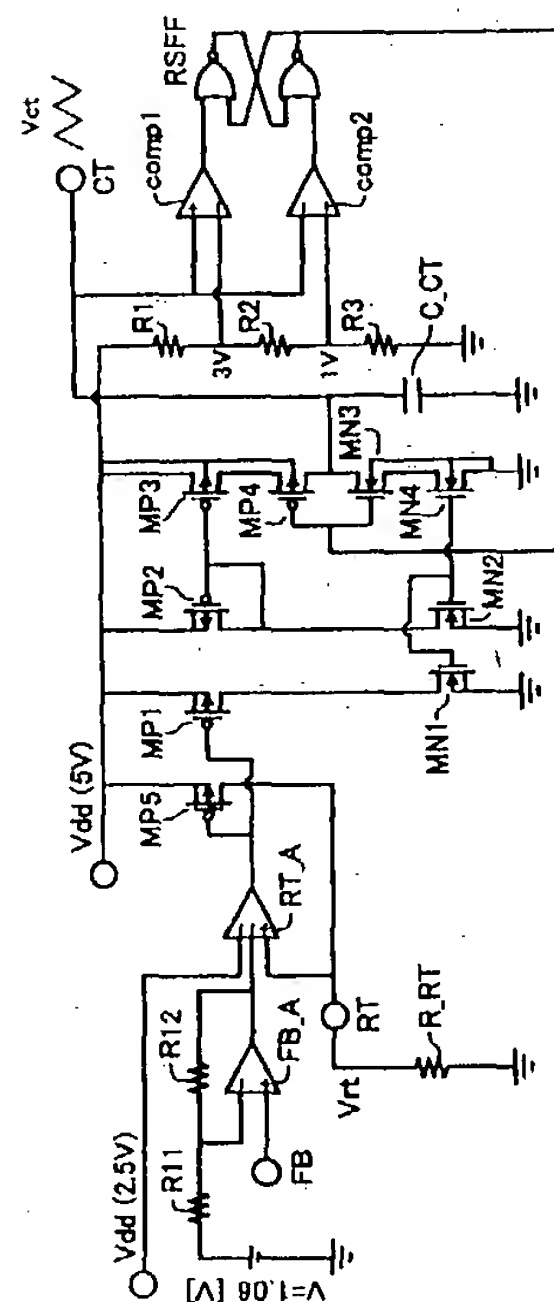 Vct
CT
RSFF
comp1
comp2
R1
3V
R2
1V
R3
C_CT
MP3
MP4
MN3
MN4
MP2
MN2
MP1
MN1
Vdd (5V)
MP5
RT_A
RT
R_RT
Vrt
Vdd (2.5V)
R12
FB_A
R11
FB
V=1.06 [V]